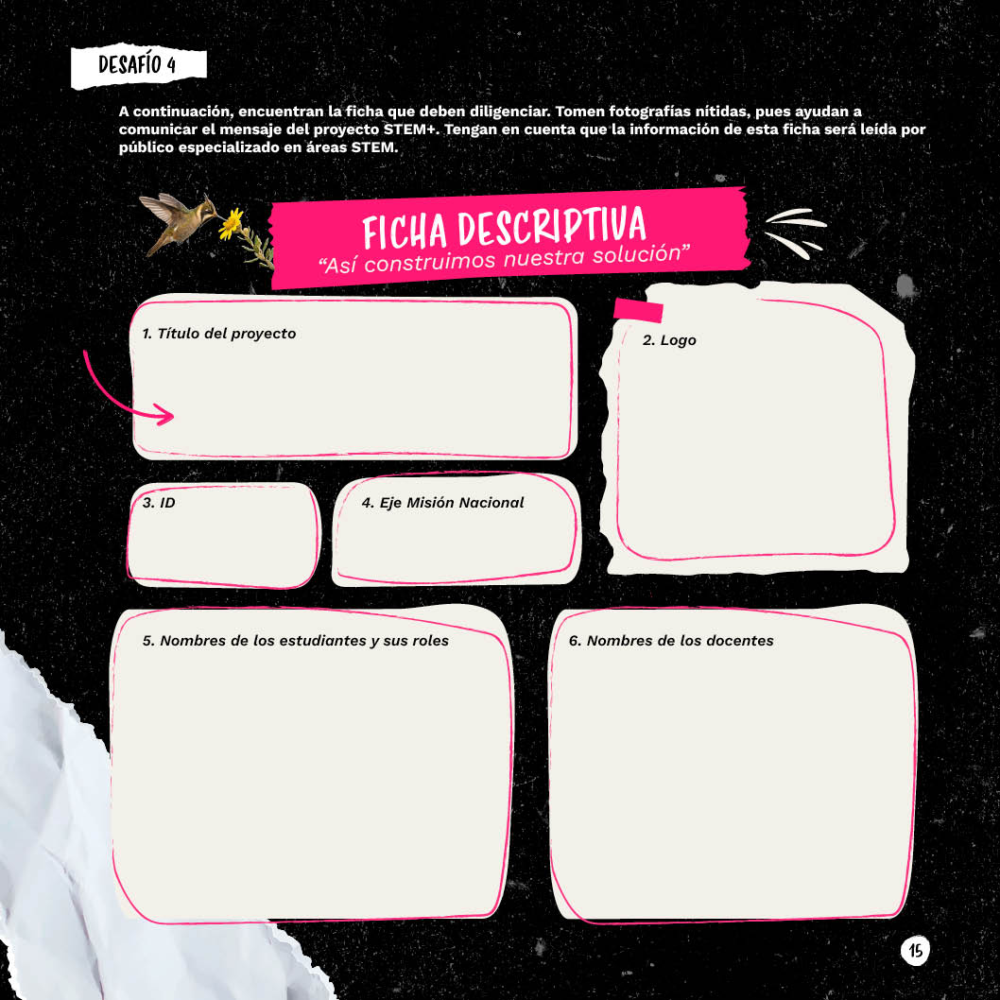 DESAFÍO 4
A continuación, encuentran la ficha que deben diligenciar. Tomen fotografías nítidas, pues ayudan a
comunicar el mensaje del proyecto STEM+. Tengan en cuenta que la información de esta ficha será leída por
público especializado en áreas STEM.
FICHA DESCRIPTIVA
“Así construimos nuestra solución”
1. Título del proyecto
2. Logo
3. ID
4. Eje Misión Nacional
5. Nombres de los estudiantes y sus roles
6. Nombres de los docentes
15